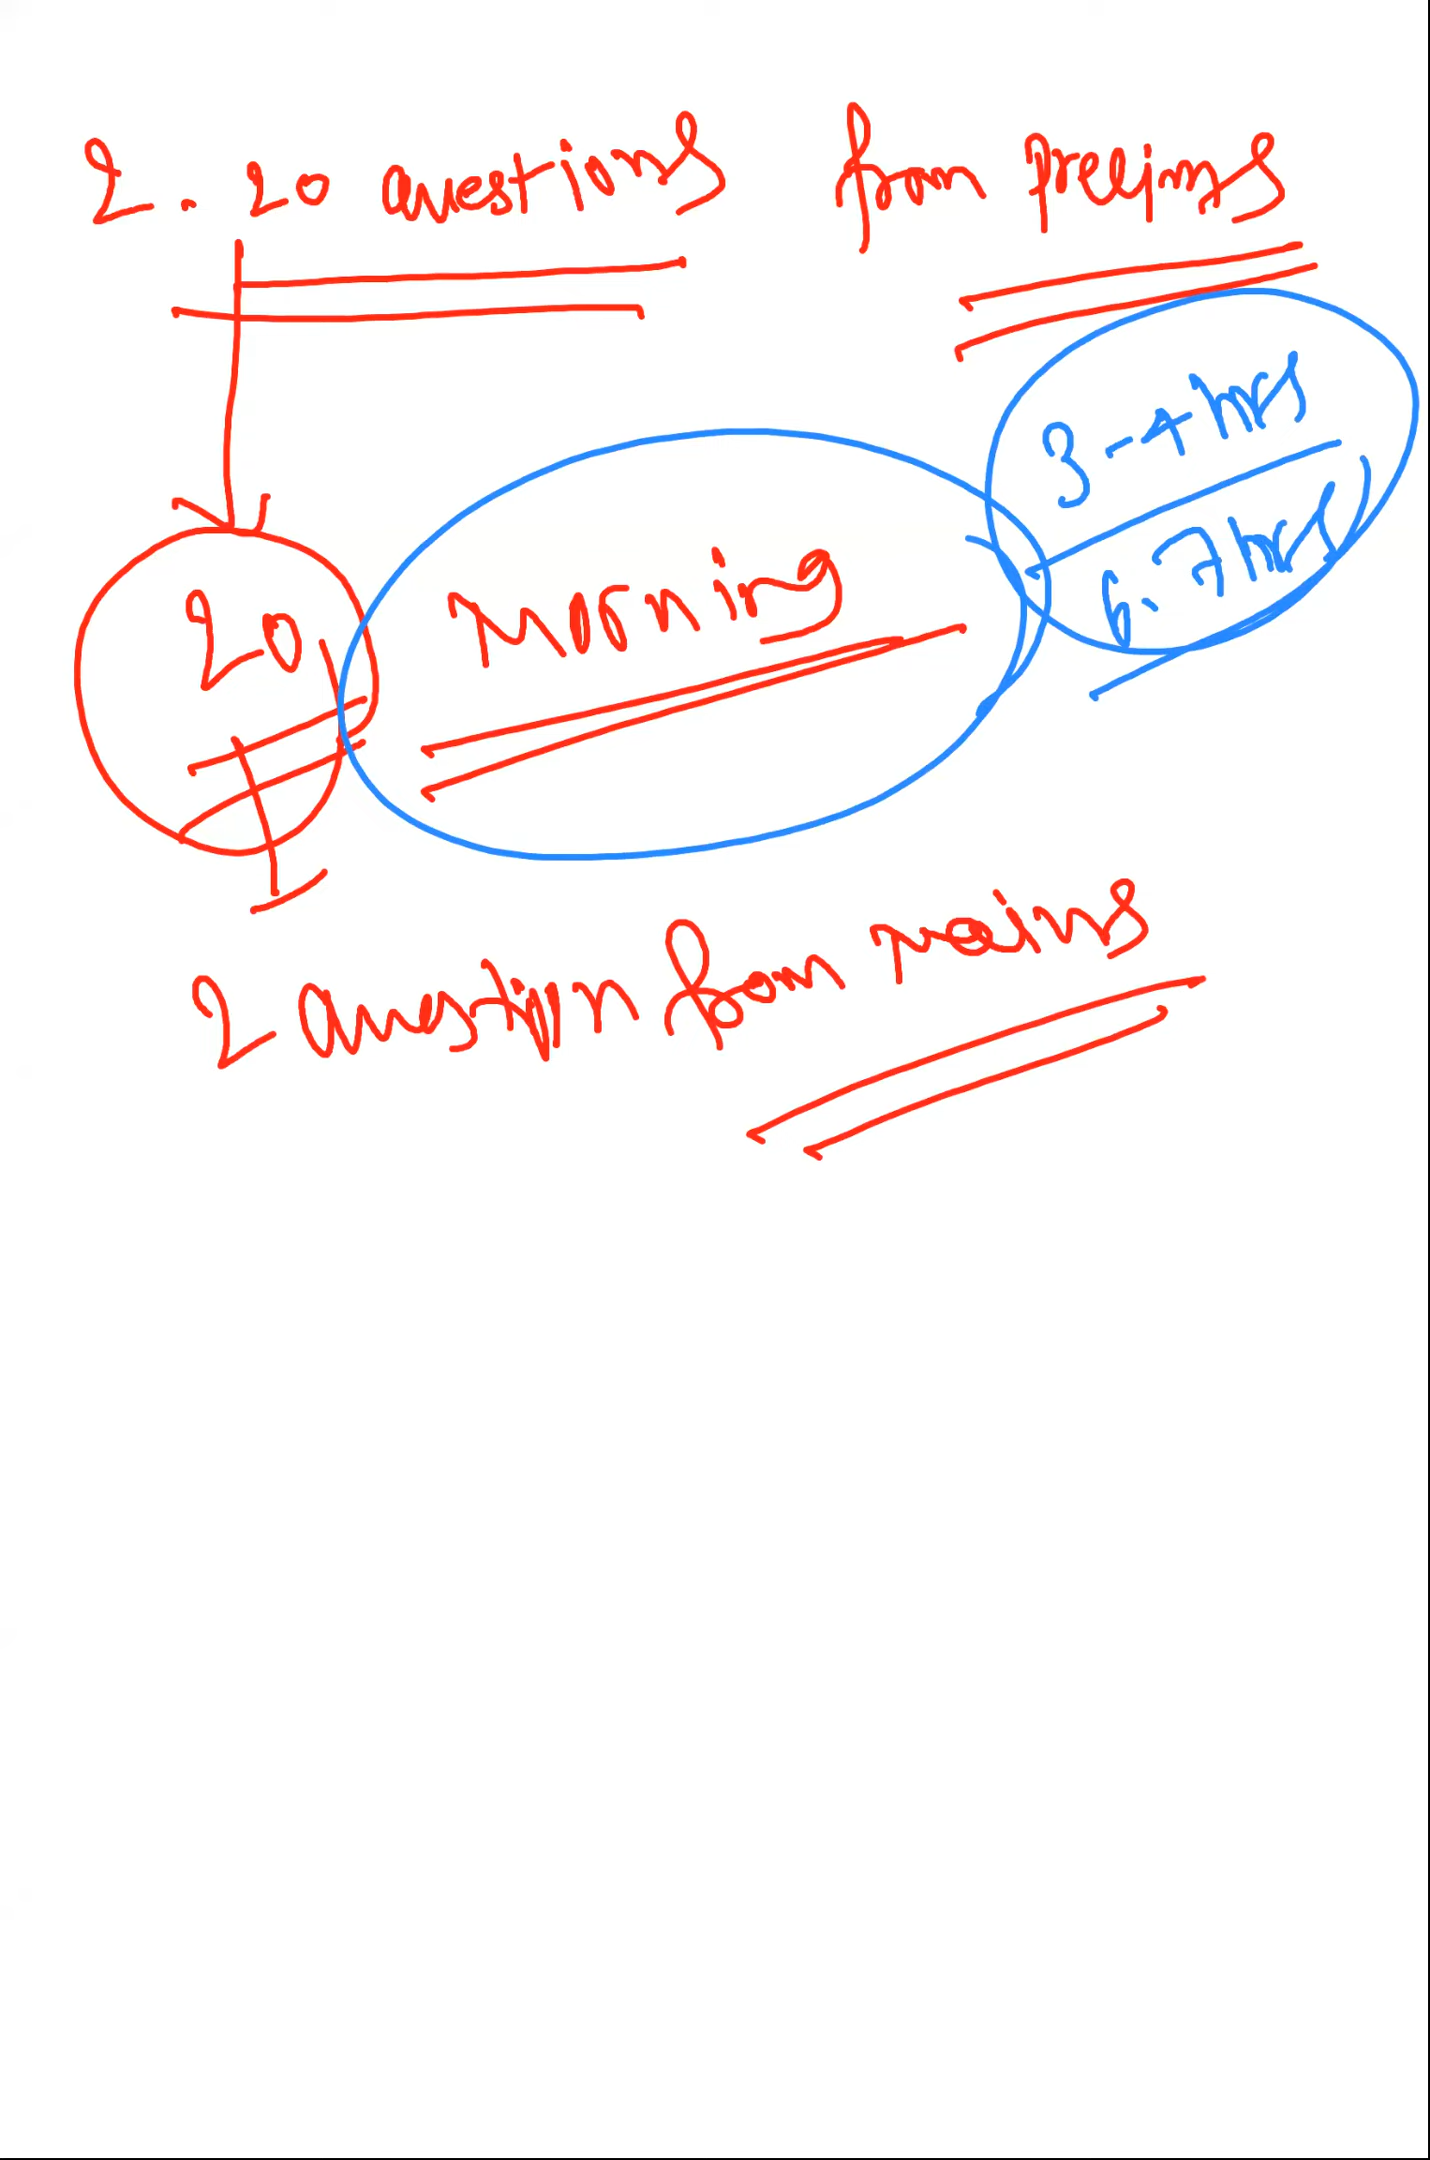 2. 20 Questions from prelims
3-4 hrs
6.7 hrs
20 Morning
2 Question from mains